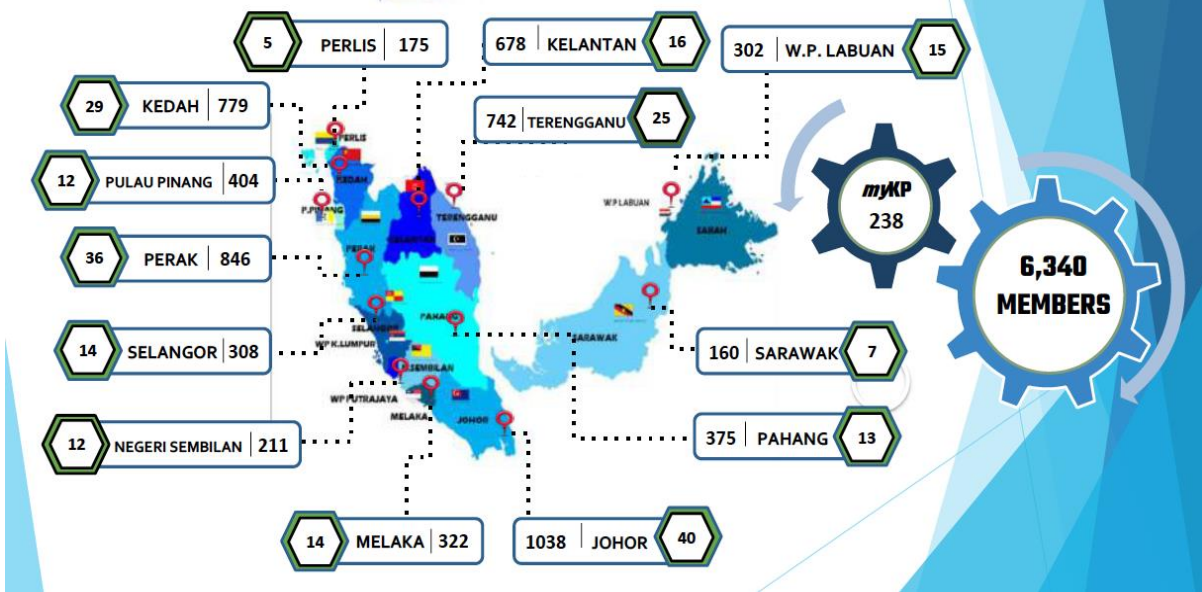 5 PERLIS 175
678 KELANTAN 16
302 W.P. LABUAN 15
29 KEDAH 779
742 TERENGGANU 25
12 PULAU PINANG 404
36 PERAK 846
14 SELANGOR 308
12 NEGERI SEMBILAN 211
14 MELAKA 322
1038 JOHOR 40
375 PAHANG 13
160 SARAWAK 7
myKP
238
6,340
MEMBERS
PERLIS
KEDAH
P.PINANG
TERENGGANU
KELANTAN
PERAK
PAHANG
SELANGOR
WP K.LUMPUR
SEMBILAN
WP PUTRAJAYA
MELAKA
JOHOR
W.P LABUAN
SABAH
SARAWAK